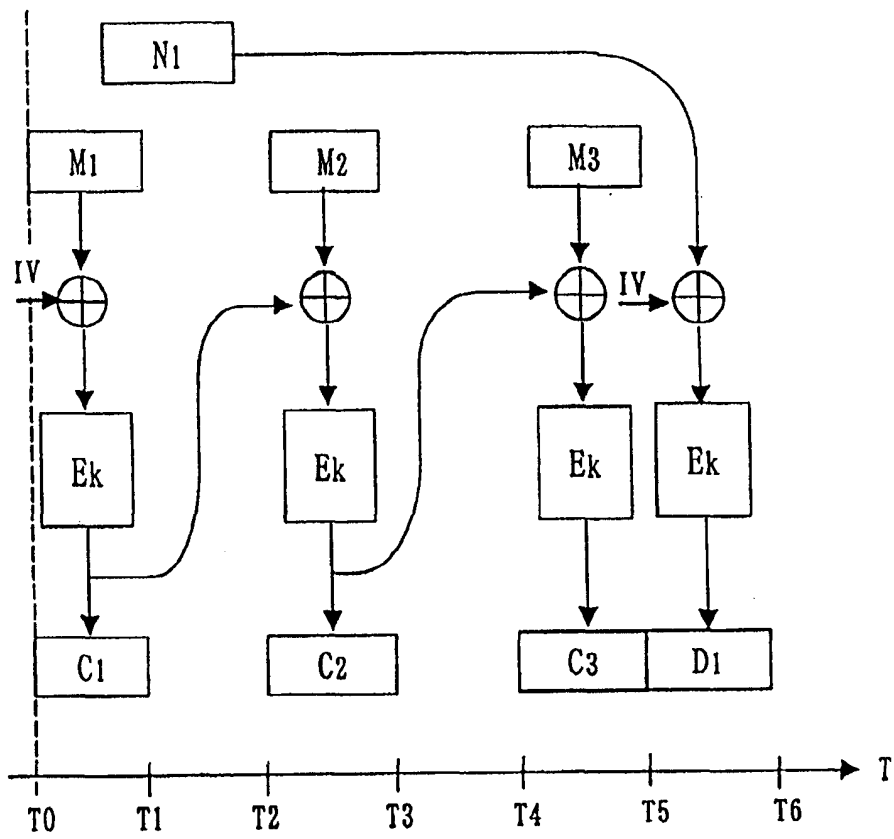 N1
M1 M2 M3
IV IV
Ek Ek Ek Ek
C1 C2 C3 D1
T
T0 T1 T2 T3 T4 T5 T6